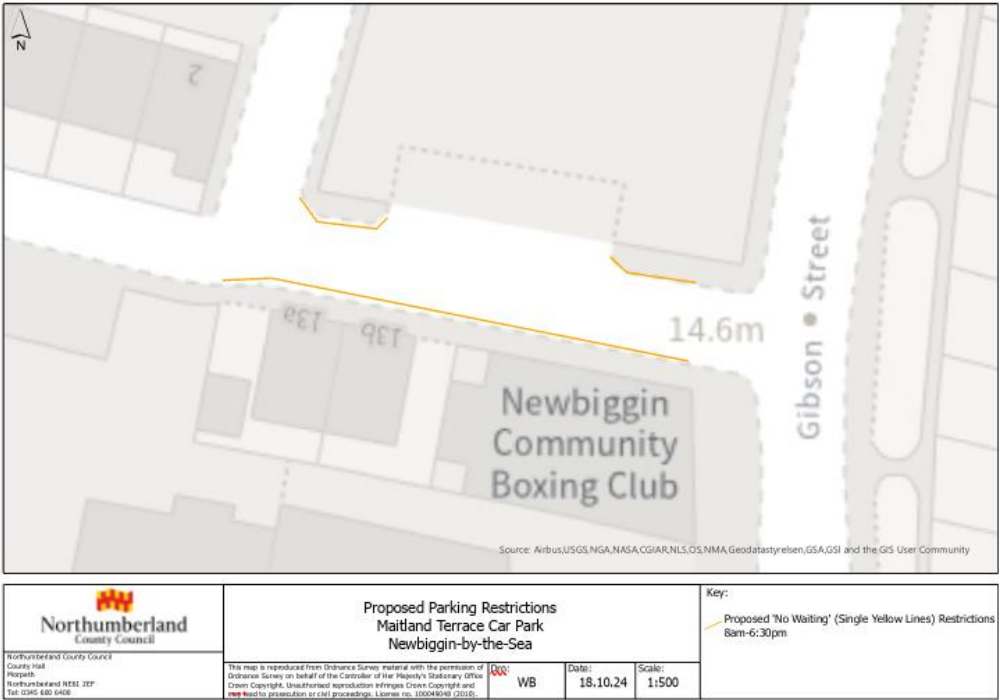 N
2
13a
13b
14.6m
Gibson Street
Newbiggin
Community
Boxing Club
Source: Airbus,USGS,NGA,NASA,CGIAR,NLS,OS,NMA,Geodatastyrelsen,GSA,GSI and the GIS User Community
Northumberland
County Council
Northumberland County Council
County Hall
Morpeth
Northumberland NE61 2EF
Tel: 0345 600 6400
Proposed Parking Restrictions
Maitland Terrace Car Park
Newbiggin-by-the-Sea
This map is reproduced from Ordnance Survey material with the permission of
Ordnance Survey on behalf of the Controller of Her Majesty's Stationary Office
Crown Copyright. Unauthorised reproduction infringes Crown Copyright and
may lead to prosecution or civil proceedings. License no. 100049048 (2018).
Drn:
WB
Date:
18.10.24
Scale:
1:500
Key:
Proposed 'No Waiting' (Single Yellow Lines) Restrictions
8am-6:30pm